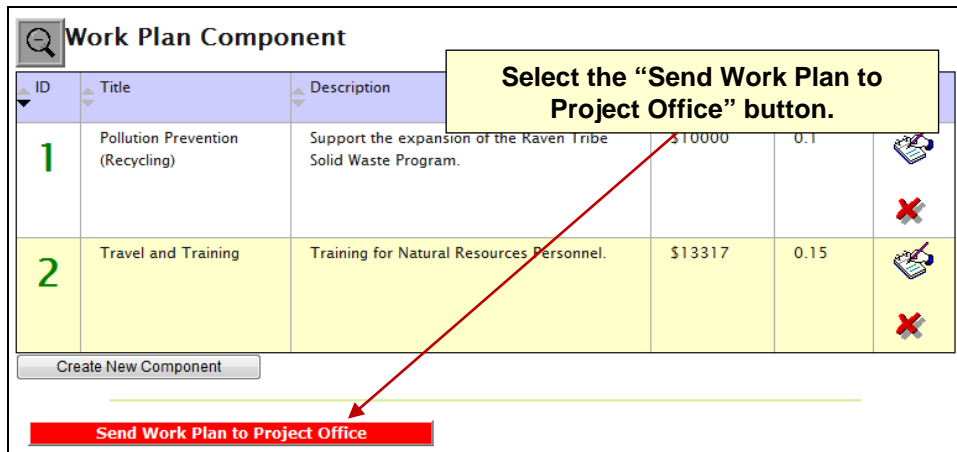 Work Plan Component
Select the “Send Work Plan to
Project Office” button.
ID Title Description
1 Pollution Prevention Support the expansion of the Raven Tribe $10000 0.1
(Recycling) Solid Waste Program.
2 Travel and Training Training for Natural Resources Personnel. $13317 0.15
Create New Component
Send Work Plan to Project Office